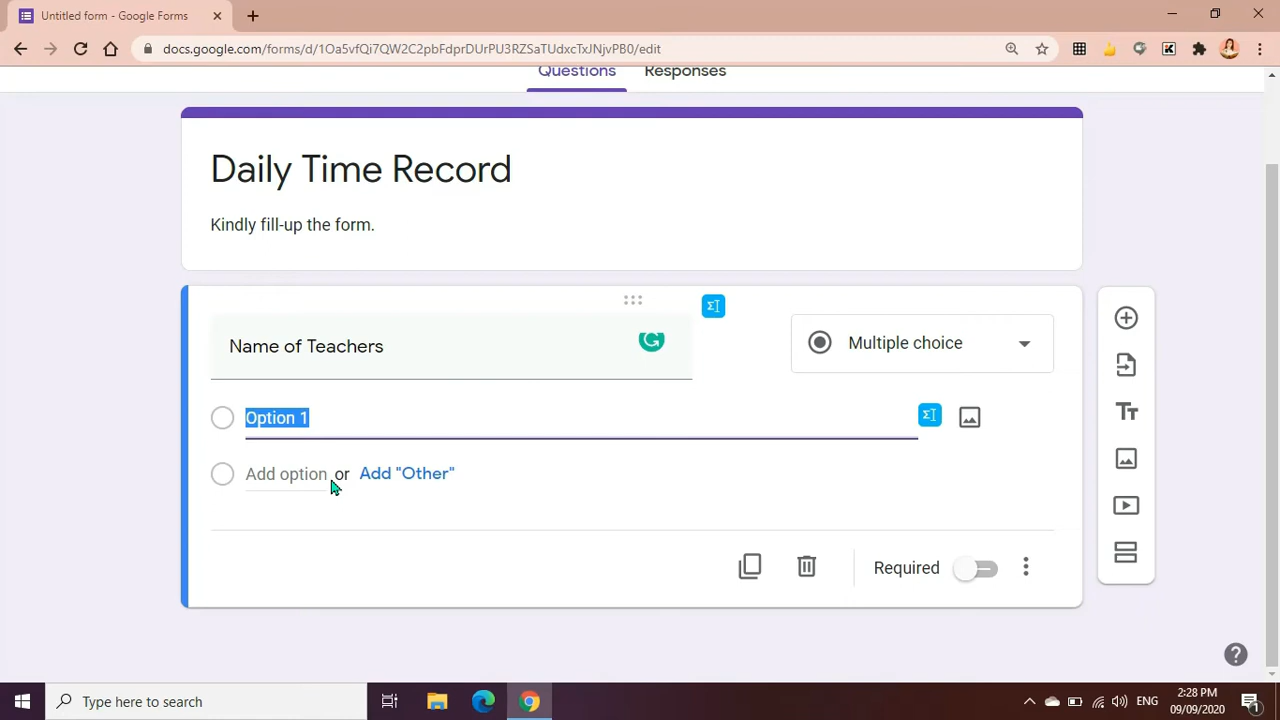 Untitled form - Google Forms
docs.google.com/forms/d/1Oa5vfQi7QW2C2pbFdprDUrPU3RZSaTUdxcTxJNjvPB0/edit
Questions
Responses
Daily Time Record
Kindly fill-up the form.
Name of Teachers
Multiple choice
Option 1
Add option or Add "Other"
Required
Type here to search
ENG
2:28 PM
09/09/2020